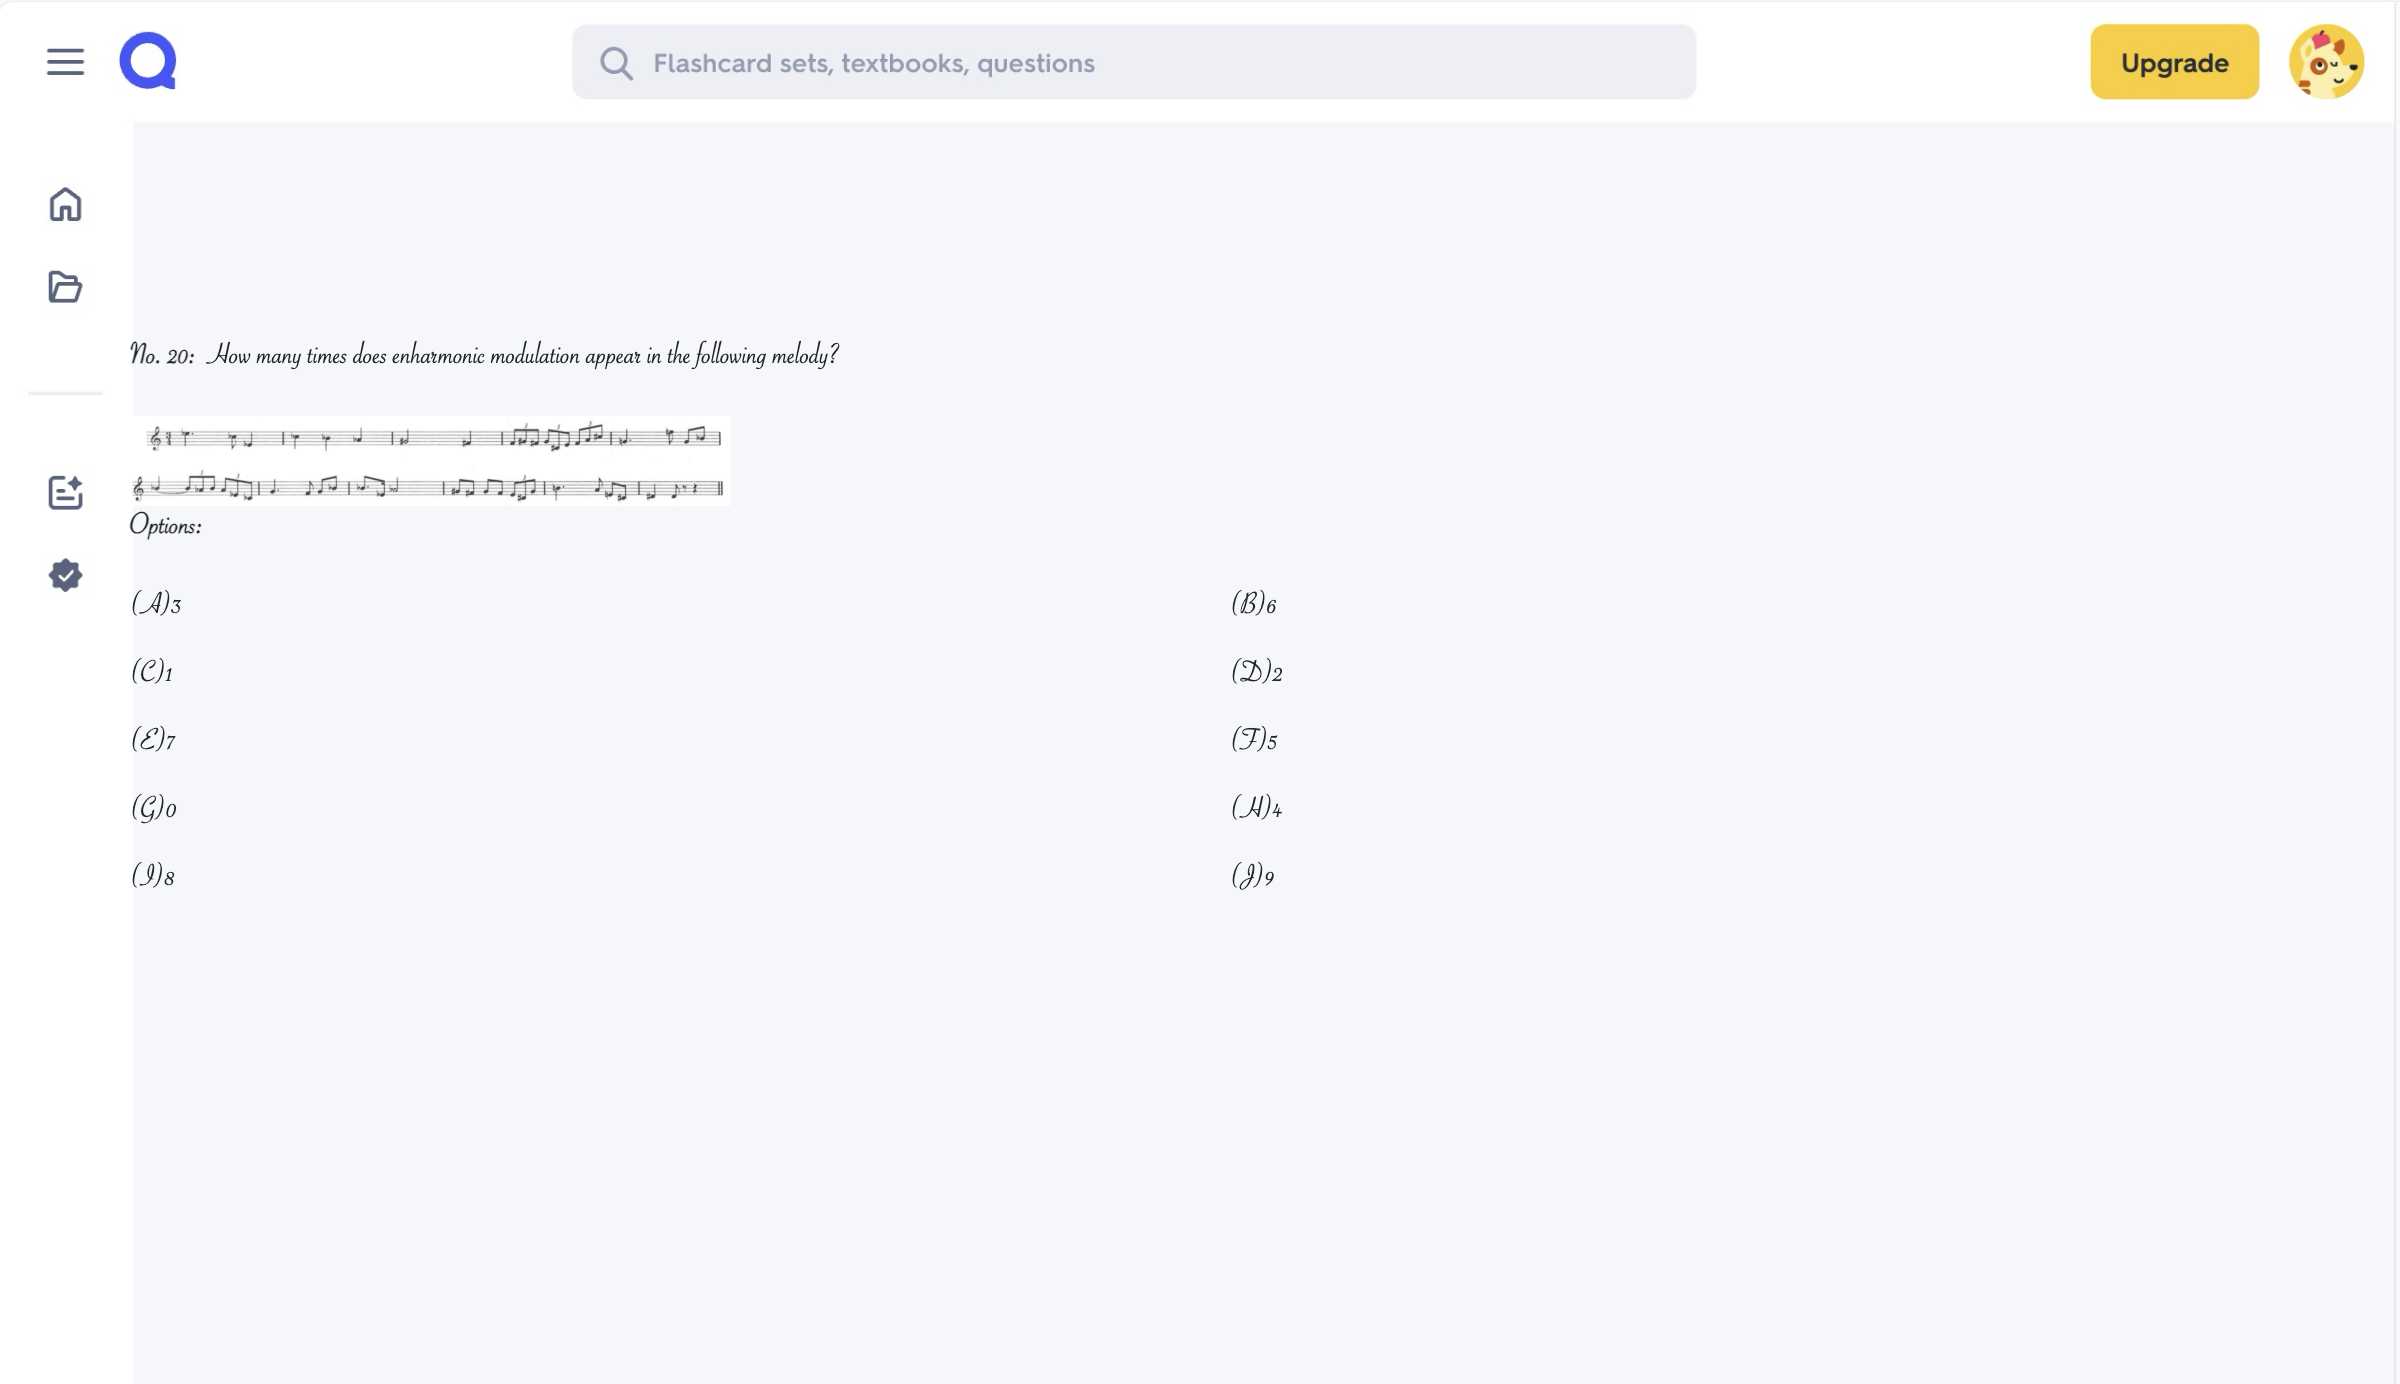 Flashcard sets, textbooks, questions
Upgrade
No. 20: How many times does enharmonic modulation appear in the following melody?
Options:
(A)3
(B)6
(C)1
(D)2
(E)7
(F)5
(G)0
(H)4
(I)8
(J)9